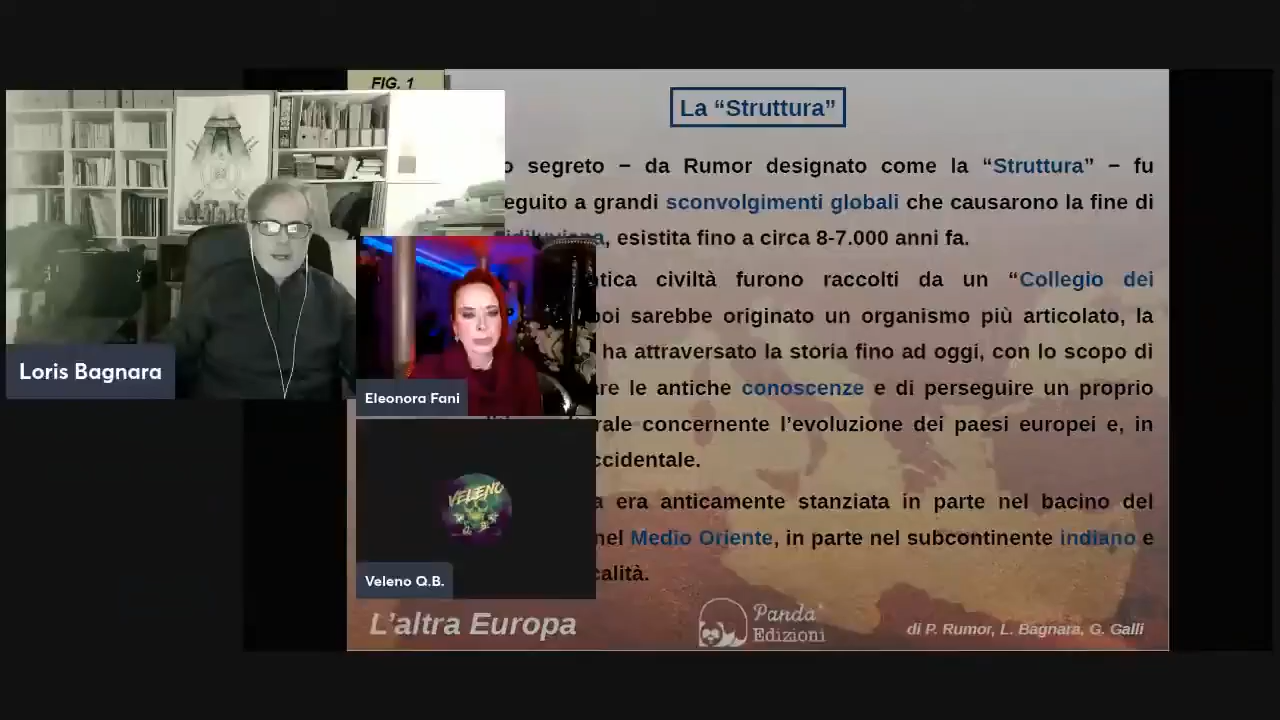 FIG. 1
La “Struttura”
segreto – da Rumor designato come la “Struttura” – fu
eguito a grandi sconvolgimenti globali che causarono la fine di
, esistita fino a circa 8-7.000 anni fa.
civiltà furono raccolti da un “Collegio dei
poi sarebbe originato un organismo più articolato, la
ha attraversato la storia fino ad oggi, con lo scopo di
are le antiche conoscenze e di perseguire un proprio
rale concernente l’evoluzione dei paesi europei e, in
ccidentale.
a era anticamente stanziata in parte nel bacino del
nel Medio Oriente, in parte nel subcontinente indiano e
calità.
Loris Bagnara
Eleonora Fani
VELENO
Q.B.
Veleno Q.B.
L’altra Europa
Panda
Edizioni
di P. Rumor, L. Bagnara, G. Galli